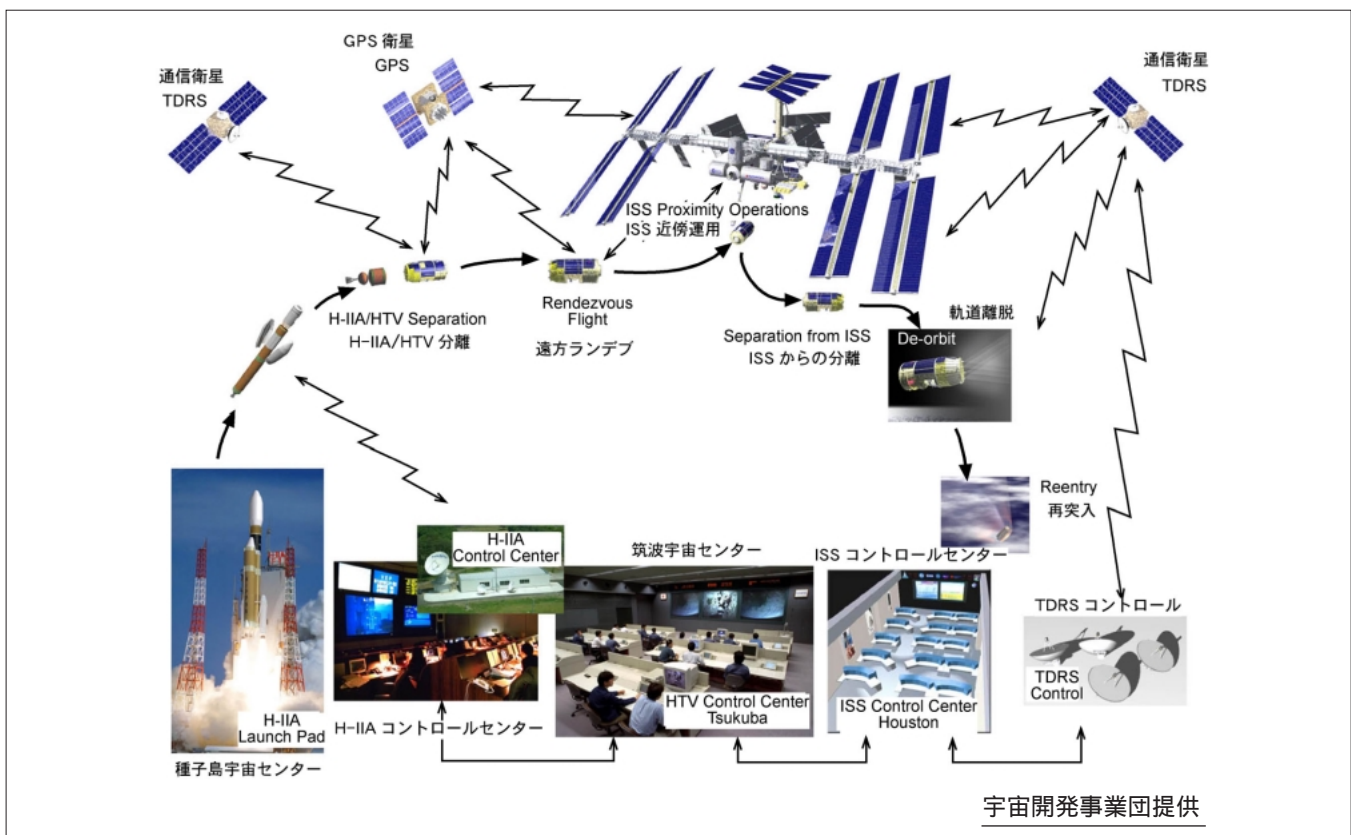 GPS 衛星
GPS
通信衛星
TDRS
通信衛星
TDRS
ISS Proximity Operations
ISS 近傍運用
H-IIA/HTV Separation
H-IIA/HTV 分離
Rendezvous
Flight
遠方ランデブ
Separation from ISS
ISS からの分離
軌道離脱
De-orbit
Reentry
再突入
H-IIA
Launch Pad
種子島宇宙センター
H-IIA
Control Center
H-IIA コントロールセンター
筑波宇宙センター
HTV Control Center
Tsukuba
ISS コントロールセンター
ISS Control Center
Houston
TDRS コントロール
TDRS
Control
宇宙開発事業団提供